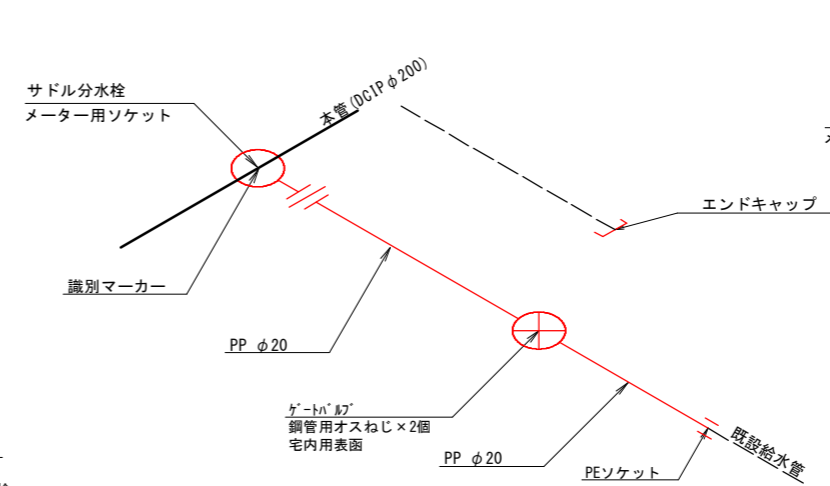 サドル分水栓
メーター用ソケット
本管(DCIPφ200)
エンドキャップ
識別マーカー
PP φ20
ゲートバルブ
鋼管用オスねじ×2個
宅内用表函
PP φ20
PEソケット
既設給水管